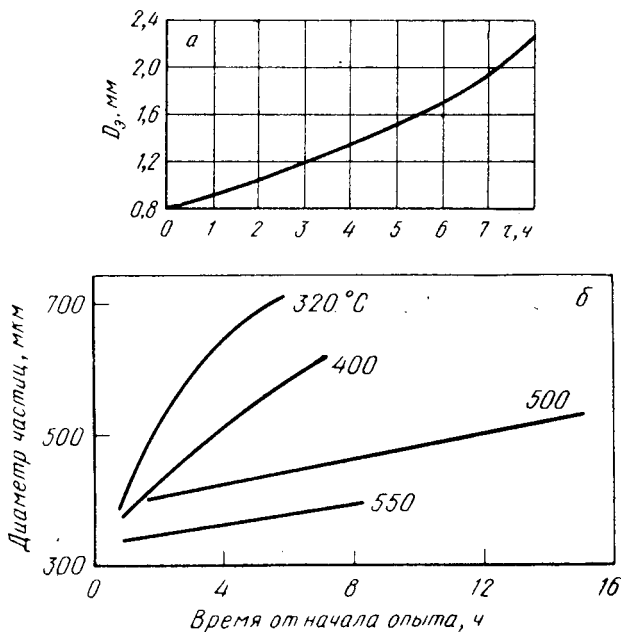 а
2,4
2,0
1,6
1,2
0,8
Dэ, мм
0 1 2 3 4 5 6 7 τ, ч
б
700
500
300
Диаметр частиц, мкм
320 °С
400
500
550
0 4 8 12 16
Время от начала опыта, ч